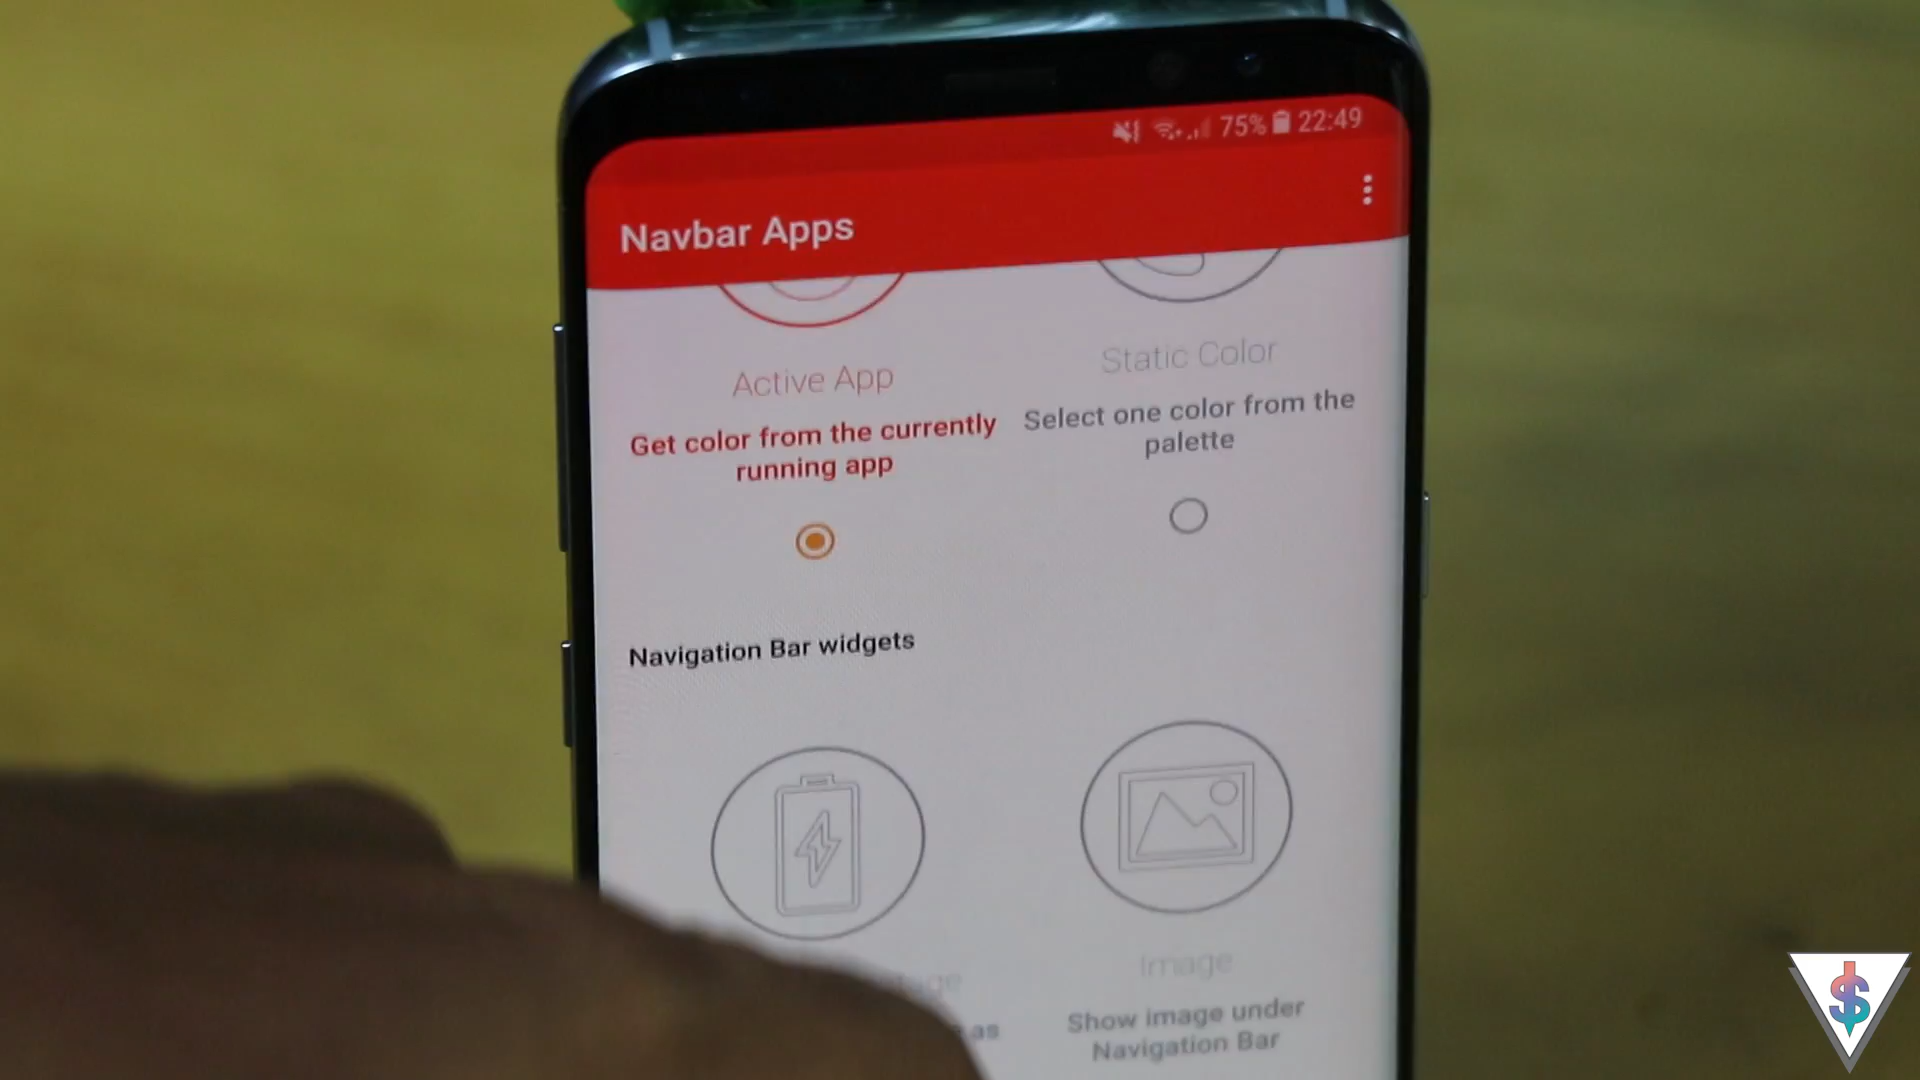 75% 22:49
Navbar Apps
Active App
Static Color
Get color from the currently
running app
Select one color from the
palette
Navigation Bar widgets
Image
as
Show image under
Navigation Bar
$